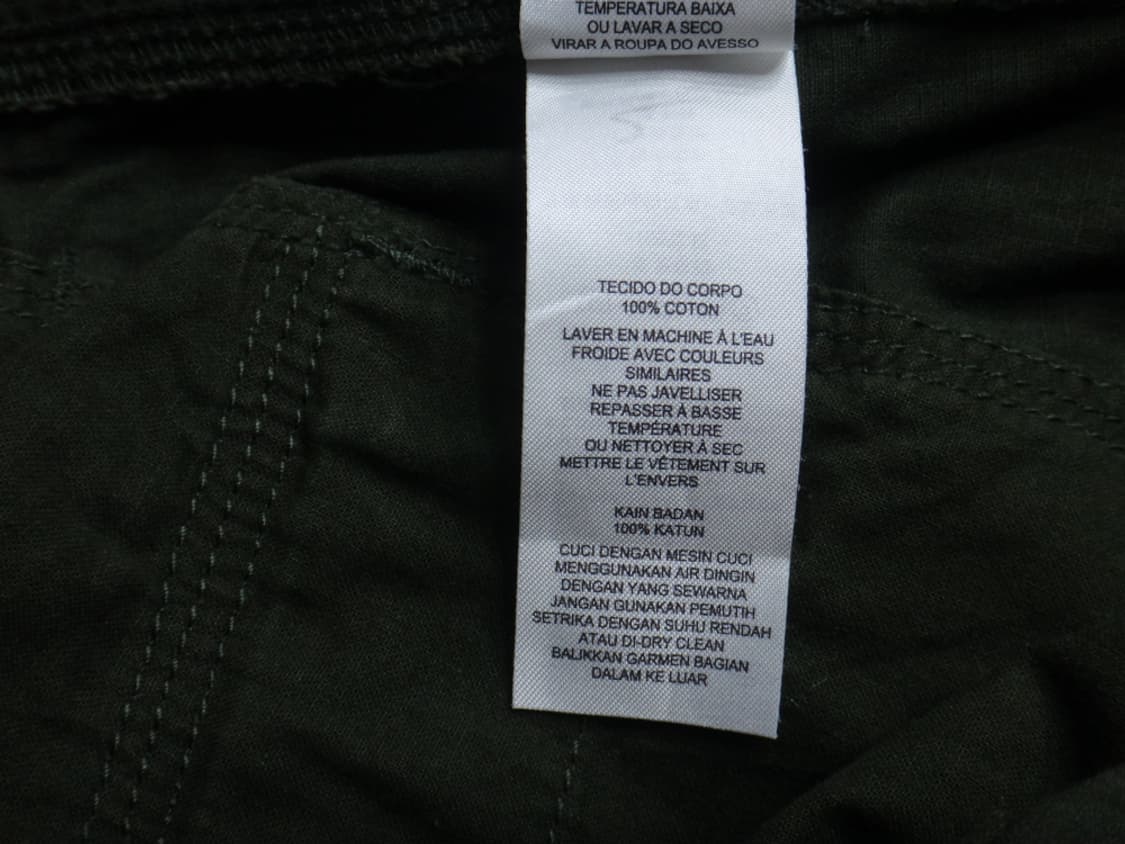 TEMPERATURA BAIXA
OU LAVAR A SECO
VIRAR A ROUPA DO AVESSO
TECIDO DO CORPO
100% COTON
LAVER EN MACHINE À L'EAU
FROIDE AVEC COULEURS
SIMILAIRES
NE PAS JAVELLISER
REPASSER À BASSE
TEMPÉRATURE
OU NETTOYER À SEC
METTRE LE VÊTEMENT SUR
L'ENVERS
KAIN BADAN
100% KATUN
CUCI DENGAN MESIN CUCI
MENGGUNAKAN AIR DINGIN
DENGAN YANG SEWARNA
JANGAN GUNAKAN PEMUTIH
SETRIKA DENGAN SUHU RENDAH
ATAU DI-DRY CLEAN
BALIKKAN GARMEN BAGIAN
DALAM KE LUAR